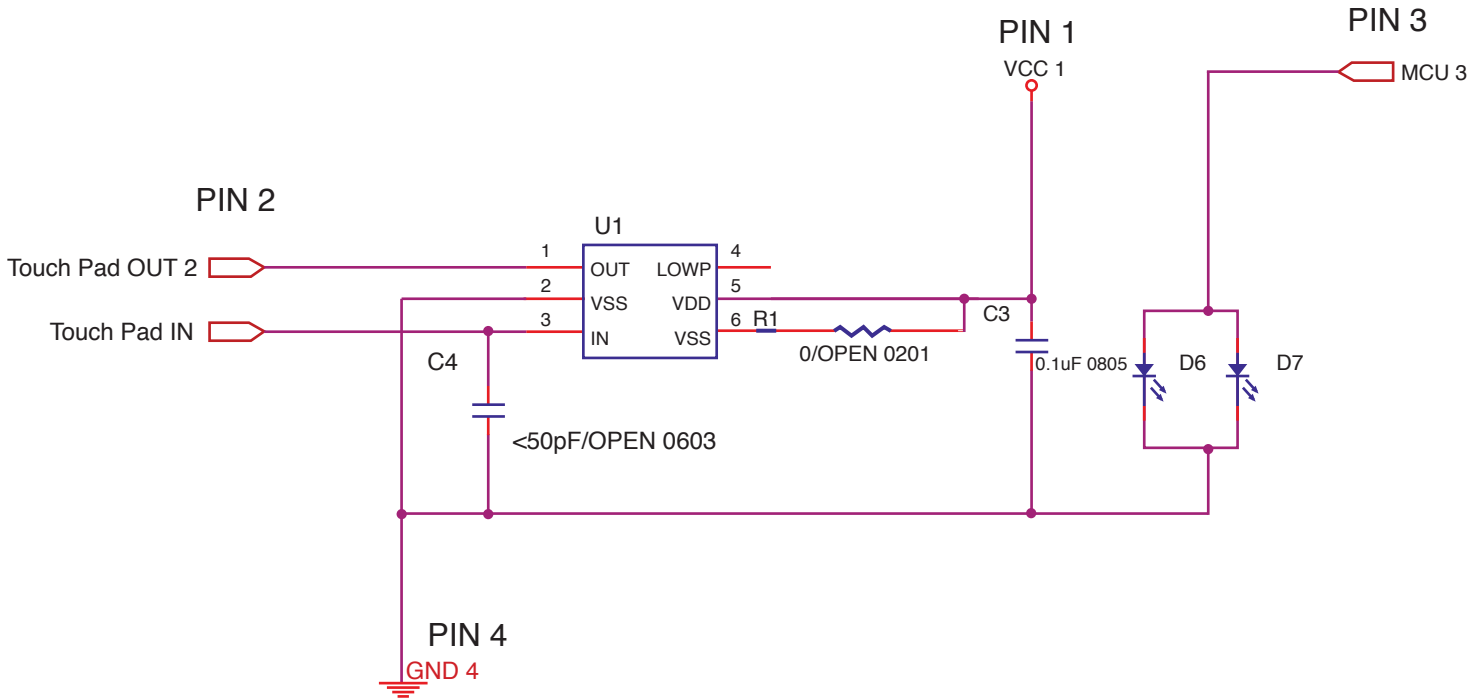 PIN 3
PIN 1
VCC 1
MCU 3
PIN 2
U1
1
4
Touch Pad OUT 2
OUT
LOWP
2
5
VSS
VDD
C3
Touch Pad IN
3
6
R1
IN
VSS
0/OPEN 0201
C4
0.1uF 0805
D6
D7
<50pF/OPEN 0603
PIN 4
GND 4